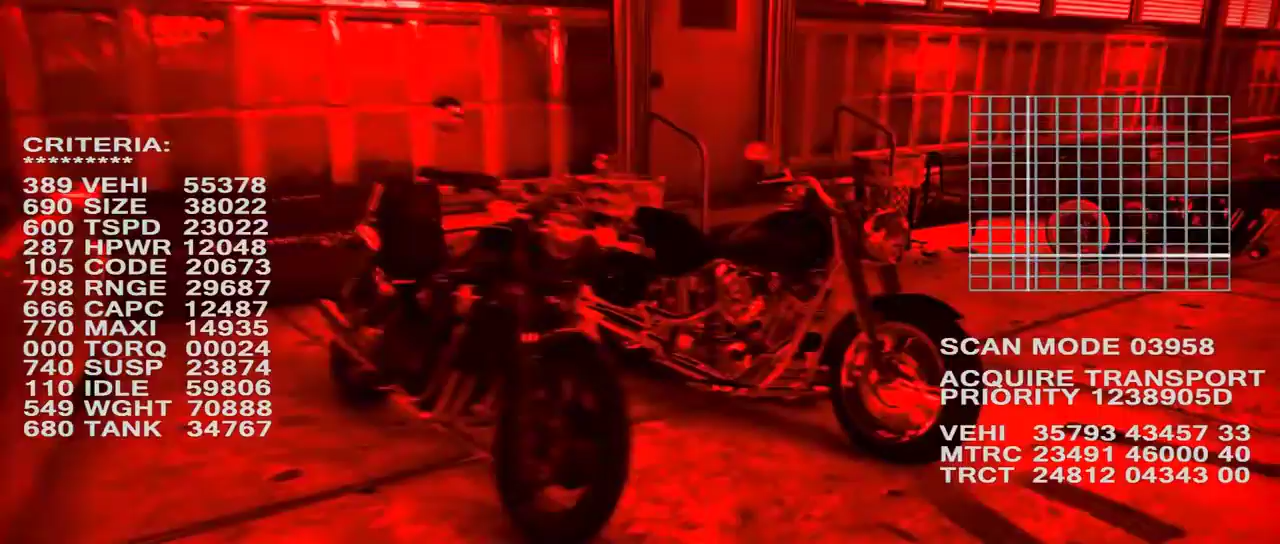 CRITERIA:
*********
389 VEHI 55378
690 SIZE 38022
600 TSPD 23022
287 HPWR 12048
105 CODE 20673
798 RNGE 29687
666 CAPC 12487
770 MAXI 14935
000 TORQ 00024
740 SUSP 23874
110 IDLE 59806
549 WGHT 70888
680 TANK 34767
SCAN MODE 03958
ACQUIRE TRANSPORT
PRIORITY 1238905D
VEHI 35793 43457 33
MTRC 23491 46000 40
TRCT 24812 04343 00